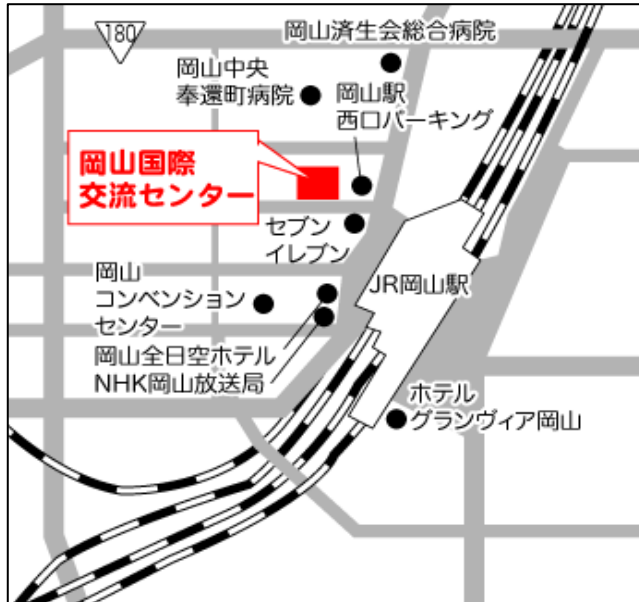 180
岡山済生会総合病院
岡山中央
奉還町病院
岡山駅
西口パーキング
岡山国際
交流センター
セブン
イレブン
岡山
コンベンション
センター
JR岡山駅
岡山全日空ホテル
NHK岡山放送局
ホテル
グランヴィア岡山